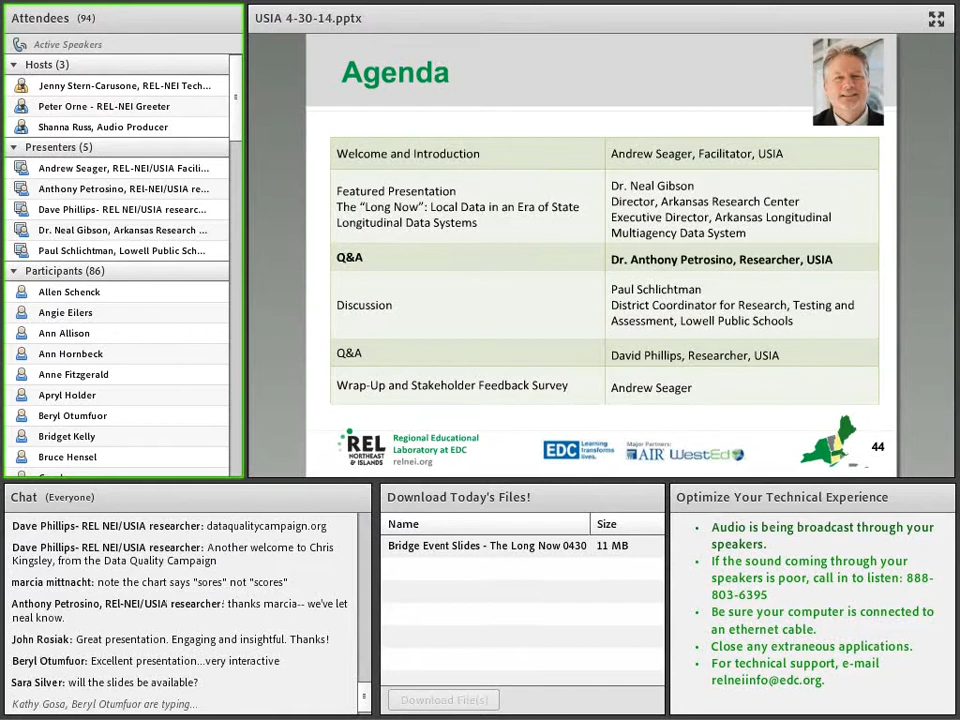 Attendees (94)
Active Speakers
Hosts (3)
Jenny Stern-Carusone, REL-NEI Tech...
Peter Orne - REL-NEI Greeter
Shanna Russ, Audio Producer
Presenters (5)
Andrew Seager, REL-NEI/USIA Facili...
Anthony Petrosino, REl-NEI/USIA re...
Dave Phillips- REL NEI/USIA researc...
Dr. Neal Gibson, Arkansas Research ...
Paul Schlichtman, Lowell Public Sch...
Participants (86)
Allen Schenck
Angie Eilers
Ann Allison
Ann Hornbeck
Anne Fitzgerald
Apryl Holder
Beryl Otumfuor
Bridget Kelly
Bruce Hensel
USIA 4-30-14.pptx
Agenda
Welcome and Introduction
Andrew Seager, Facilitator, USIA
Featured Presentation
The “Long Now”: Local Data in an Era of State
Longitudinal Data Systems
Dr. Neal Gibson
Director, Arkansas Research Center
Executive Director, Arkansas Longitudinal
Multiagency Data System
Q&A
Dr. Anthony Petrosino, Researcher, USIA
Discussion
Paul Schlichtman
District Coordinator for Research, Testing and
Assessment, Lowell Public Schools
Q&A
David Phillips, Researcher, USIA
Wrap-Up and Stakeholder Feedback Survey
Andrew Seager
REL
NORTHEAST
& ISLANDS
Regional Educational
Laboratory at EDC
relnei.org
EDC
Learning
transforms
lives.
Major Partners:
AIR WestEd
44
Chat (Everyone)
Dave Phillips- REL NEI/USIA researcher: dataqualitycampaign.org
Dave Phillips- REL NEI/USIA researcher: Another welcome to Chris
Kingsley, from the Data Quality Campaign
marcia mittnacht: note the chart says "sores" not "scores"
Anthony Petrosino, REl-NEI/USIA researcher: thanks marcia-- we've let
neal know.
John Rosiak: Great presentation. Engaging and insightful. Thanks!
Beryl Otumfuor: Excellent presentation...very interactive
Sara Silver: will the slides be available?
Kathy Gosa, Beryl Otumfuor are typing...
Download Today's Files!
Name Size
Bridge Event Slides - The Long Now 0430 11 MB
Download File(s)
Optimize Your Technical Experience
• Audio is being broadcast through your
speakers.
• If the sound coming through your
speakers is poor, call in to listen: 888-
803-6395
• Be sure your computer is connected to
an ethernet cable.
• Close any extraneous applications.
• For technical support, e-mail
relneiinfo@edc.org.